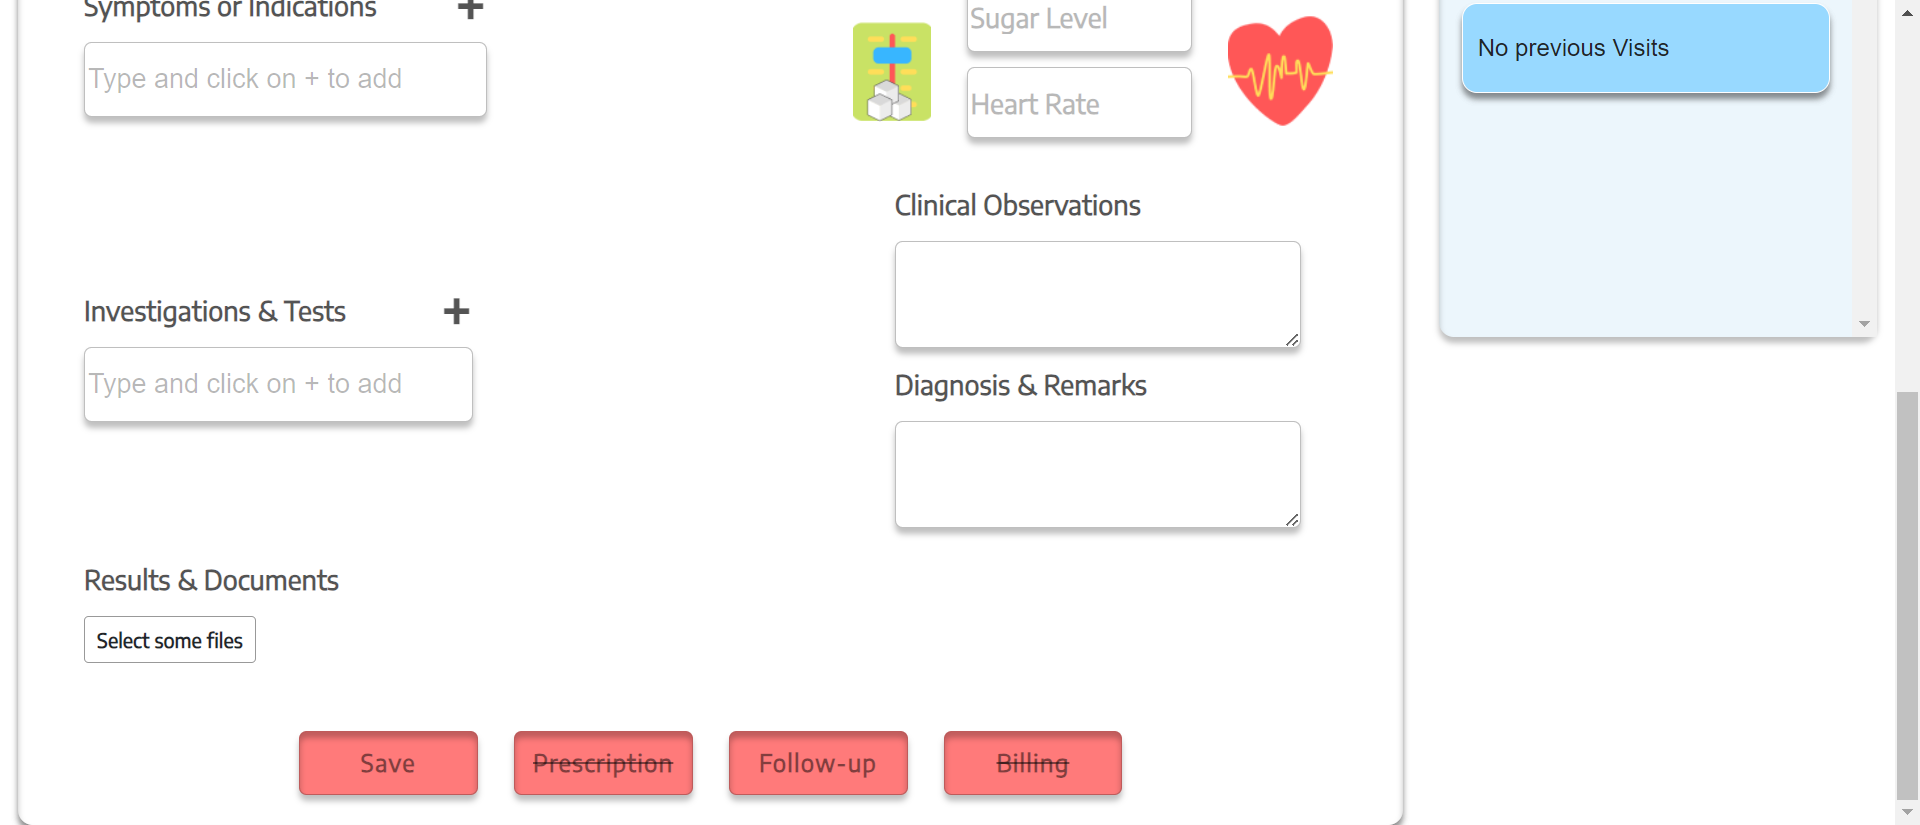 Symptoms or Indications +
Type and click on + to add
Sugar Level
Heart Rate
No previous Visits
Clinical Observations
Investigations & Tests +
Type and click on + to add
Diagnosis & Remarks
Results & Documents
Select some files
Save
Prescription
Follow-up
Billing